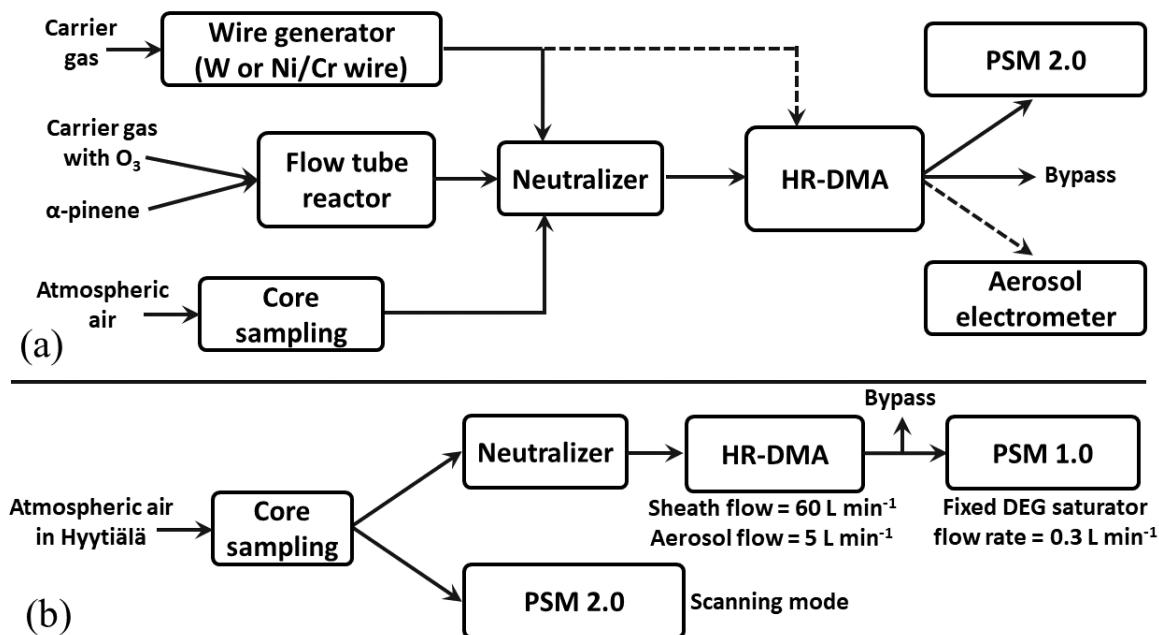 Carrier
gas
Wire generator
(W or Ni/Cr wire)
PSM 2.0
Carrier gas
with O₃
α-pinene
Flow tube
reactor
Neutralizer
HR-DMA
Bypass
Atmospheric
air
Core
sampling
Aerosol
electrometer
(a)
Bypass
Neutralizer
HR-DMA
PSM 1.0
Atmospheric air
in Hyytiälä
Core
sampling
Sheath flow = 60 L min⁻¹
Aerosol flow = 5 L min⁻¹
Fixed DEG saturator
flow rate = 0.3 L min⁻¹
PSM 2.0
Scanning mode
(b)